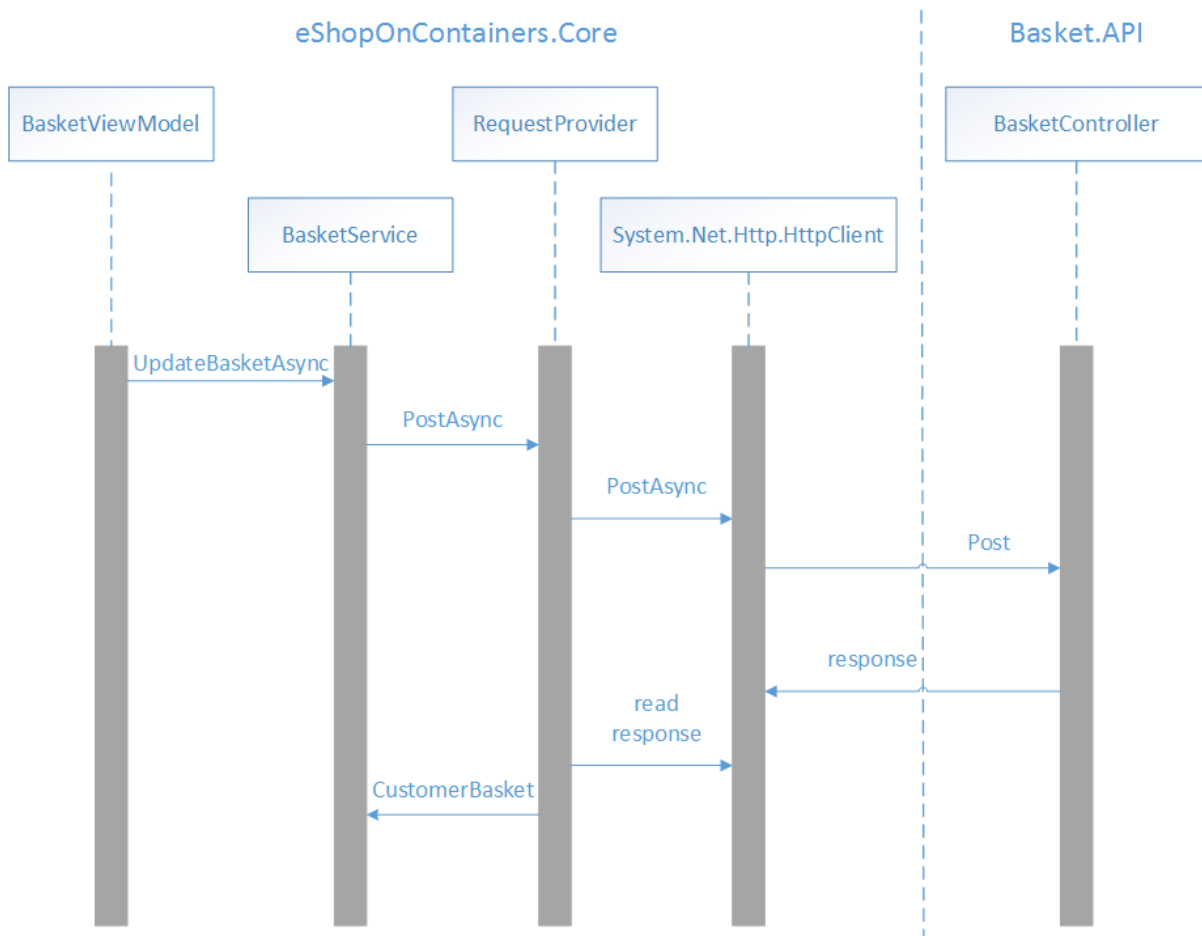 eShopOnContainers.Core
Basket.API
BasketViewModel
RequestProvider
BasketController
BasketService
System.Net.Http.HttpClient
UpdateBasketAsync
PostAsync
PostAsync
Post
response
read
response
CustomerBasket